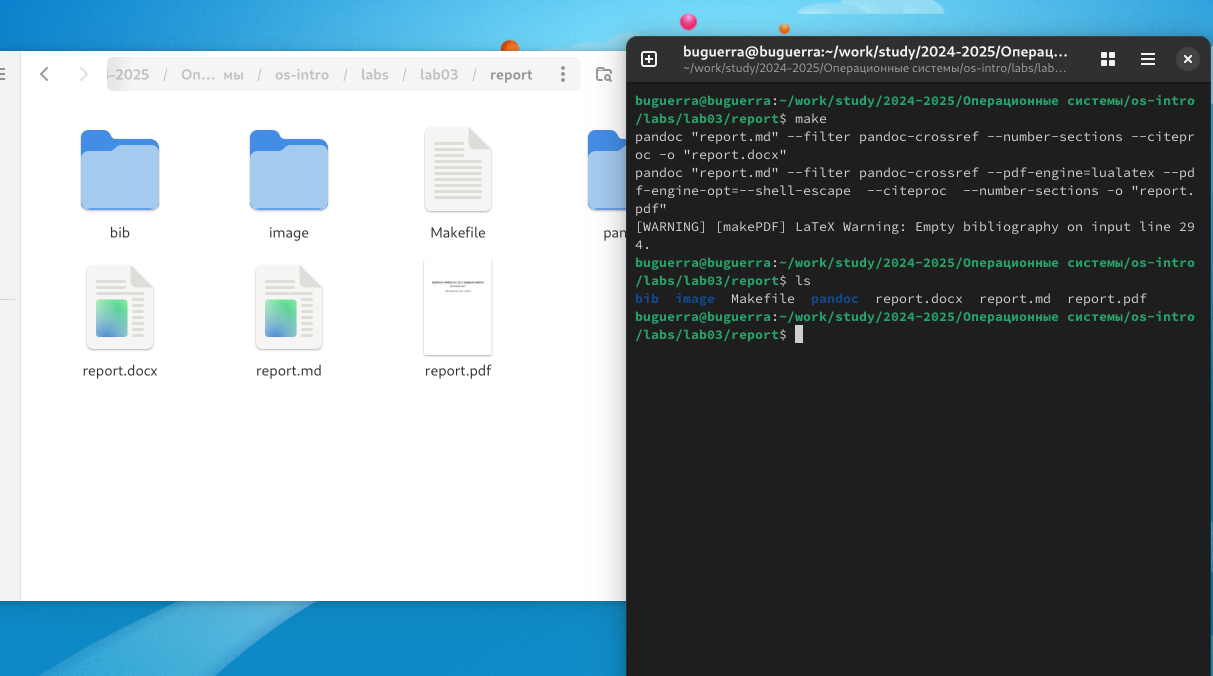 -2025 / Оп... мы / os-intro / labs / lab03 / report
bib
image
Makefile
pan
report.docx
report.md
report.pdf
buguerra@buguerra:~/work/study/2024-2025/Операц...
~/work/study/2024-2025/Операционные системы/os-intro/labs/lab...
buguerra@buguerra:~/work/study/2024-2025/Операционные системы/os-intro
/labs/lab03/report$ make
pandoc "report.md" --filter pandoc-crossref --number-sections --citepr
oc -o "report.docx"
pandoc "report.md" --filter pandoc-crossref --pdf-engine=lualatex --pd
f-engine-opt=--shell-escape  --citeproc  --number-sections -o "report.
pdf"
[WARNING] [makePDF] LaTeX Warning: Empty bibliography on input line 29
4.
buguerra@buguerra:~/work/study/2024-2025/Операционные системы/os-intro
/labs/lab03/report$ ls
bib  image  Makefile  pandoc  report.docx  report.md  report.pdf
buguerra@buguerra:~/work/study/2024-2025/Операционные системы/os-intro
/labs/lab03/report$